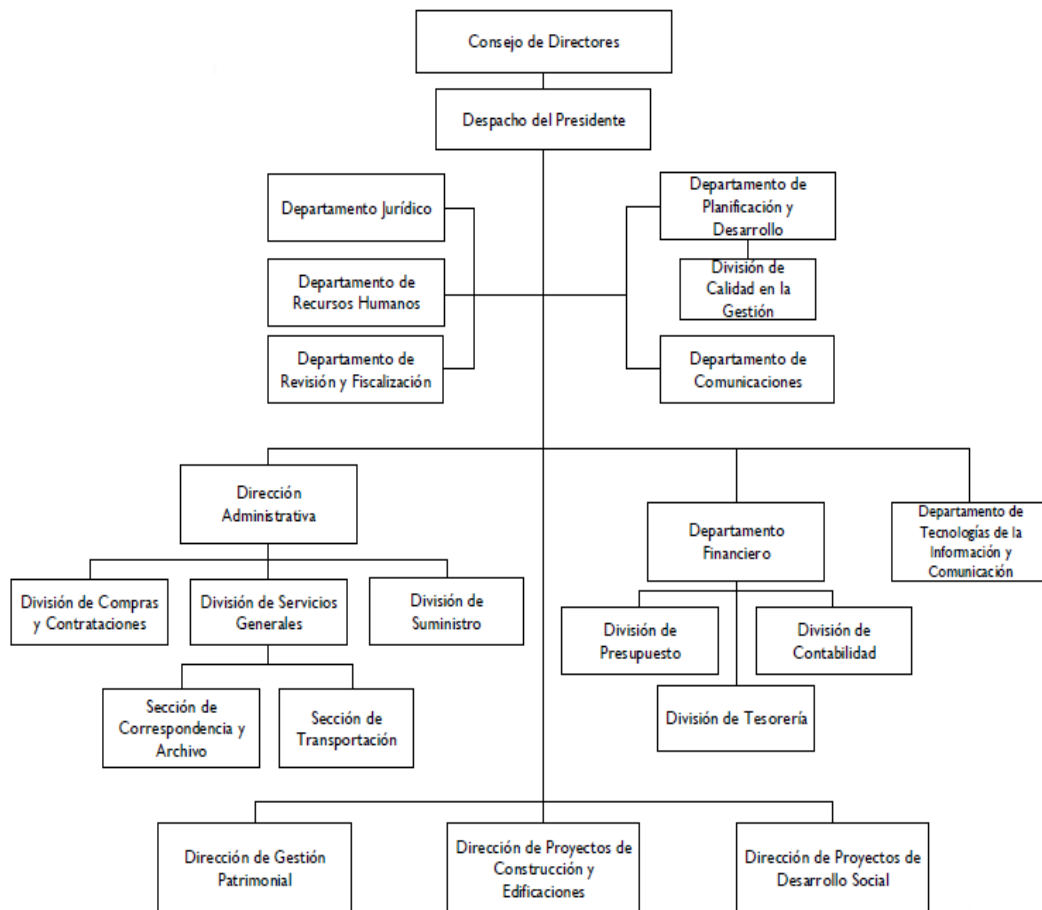 Consejo de Directores
Despacho del Presidente
Departamento Jurídico
Departamento de
Planificación y
Desarrollo
División de
Calidad en la
Gestión
Departamento de
Recursos Humanos
Departamento de
Revisión y Fiscalización
Departamento de
Comunicaciones
Dirección
Administrativa
Departamento
Financiero
Departamento de
Tecnologías de la
Información y
Comunicación
División de Compras
y Contrataciones
División de Servicios
Generales
División de
Suministro
División de
Presupuesto
División de
Contabilidad
Sección de
Correspondencia y
Archivo
Sección de
Transportación
División de Tesorería
Dirección de Gestión
Patrimonial
Dirección de Proyectos de
Construcción y
Edificaciones
Dirección de Proyectos de
Desarrollo Social